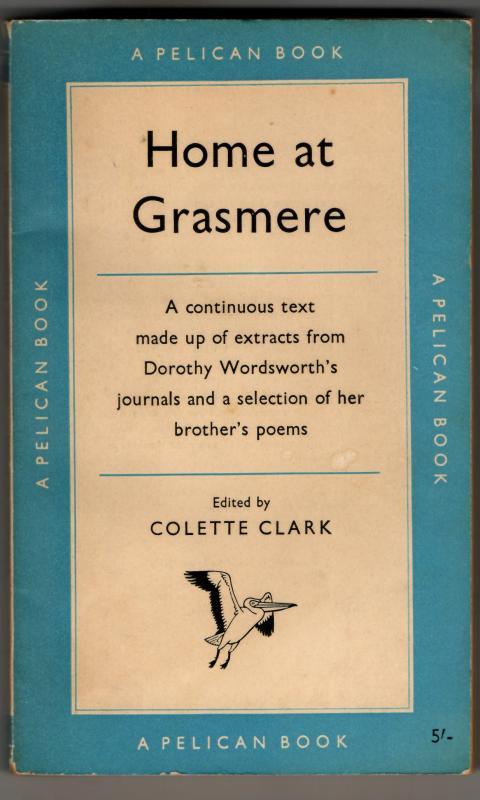 A PELICAN BOOK
Home at
Grasmere
A continuous text
made up of extracts from
Dorothy Wordsworth's
journals and a selection of her
brother's poems
Edited by
COLETTE CLARK
A PELICAN BOOK
A PELICAN BOOK
A PELICAN BOOK
5/-